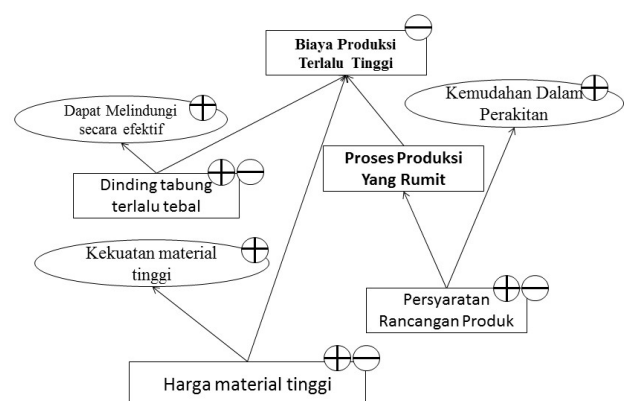 Biaya Produksi
Terlalu Tinggi
Dapat Melindungi
secara efektif
Kemudahan Dalam
Perakitan
Proses Produksi
Yang Rumit
Dinding tabung
terlalu tebal
Kekuatan material
tinggi
Persyaratan
Rancangan Produk
Harga material tinggi